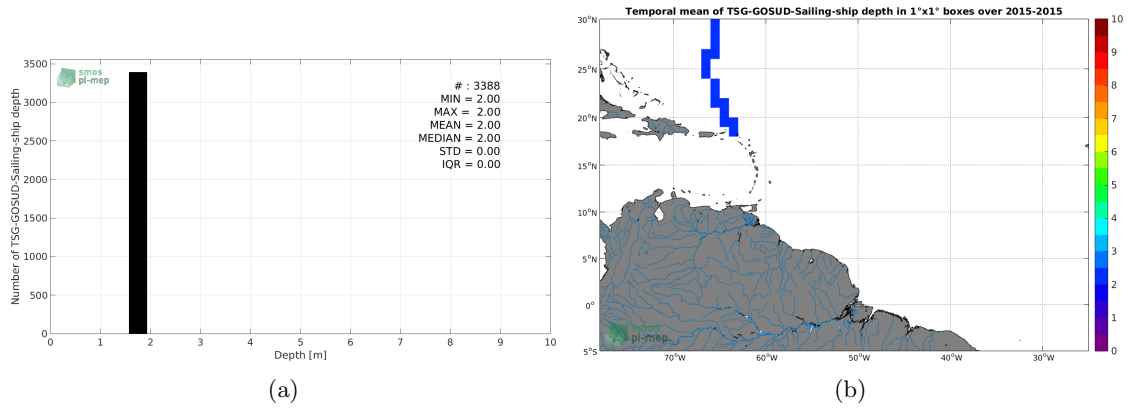 smos
pi-mep
# : 3388
MIN = 2.00
MAX = 2.00
MEAN = 2.00
MEDIAN = 2.00
STD = 0.00
IQR = 0.00
Number of TSG-GOSUD-Sailing-ship depth
3500
3000
2500
2000
1500
1000
500
0
0 1 2 3 4 5 6 7 8 9 10
Depth [m]
(a)
Temporal mean of TSG-GOSUD-Sailing-ship depth in 1°x1° boxes over 2015-2015
30°N
25°N
20°N
15°N
10°N
5°N
0°
5°S
70°W 60°W 50°W 40°W 30°W
smos
pi-mep
10
9
8
7
6
5
4
3
2
1
0
(b)